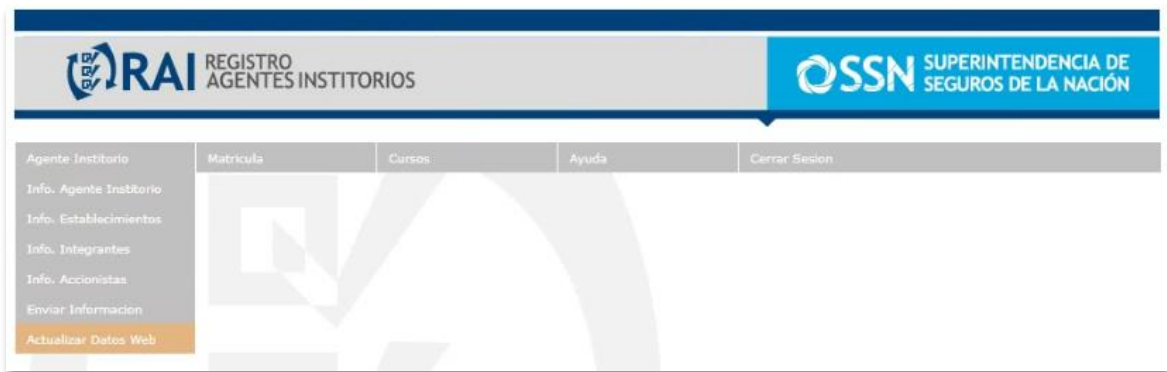 RAI REGISTRO
AGENTES INSTITORIOS
SSN SUPERINTENDENCIA DE
SEGUROS DE LA NACIÓN
Agente Institorio Matricula Cursos Ayuda Cerrar Sesion
Info. Agente Institorio
Info. Establecimientos
Info. Integrantes
Info. Accionistas
Enviar Informacion
Actualizar Datos Web